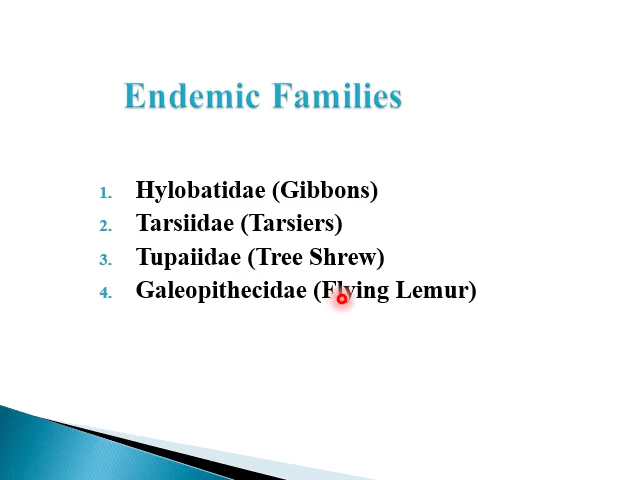 Endemic Families
1. Hylobatidae (Gibbons)
2. Tarsiidae (Tarsiers)
3. Tupaiidae (Tree Shrew)
4. Galeopithecidae (Flying Lemur)